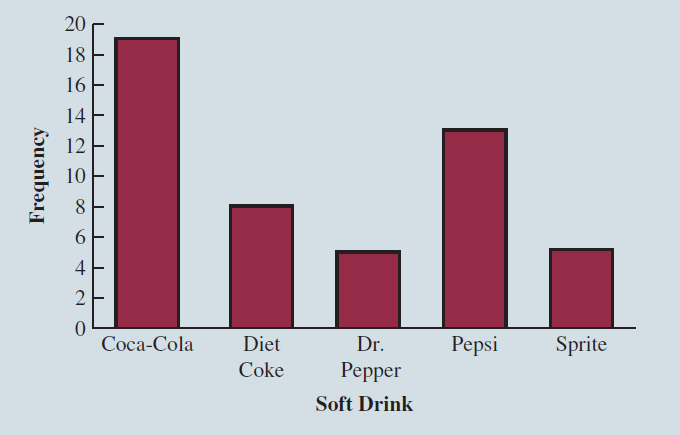 20
18
16
14
12
10
8
6
4
2
0
Frequency
Coca-Cola
Diet
Coke
Dr.
Pepper
Pepsi
Sprite
Soft Drink